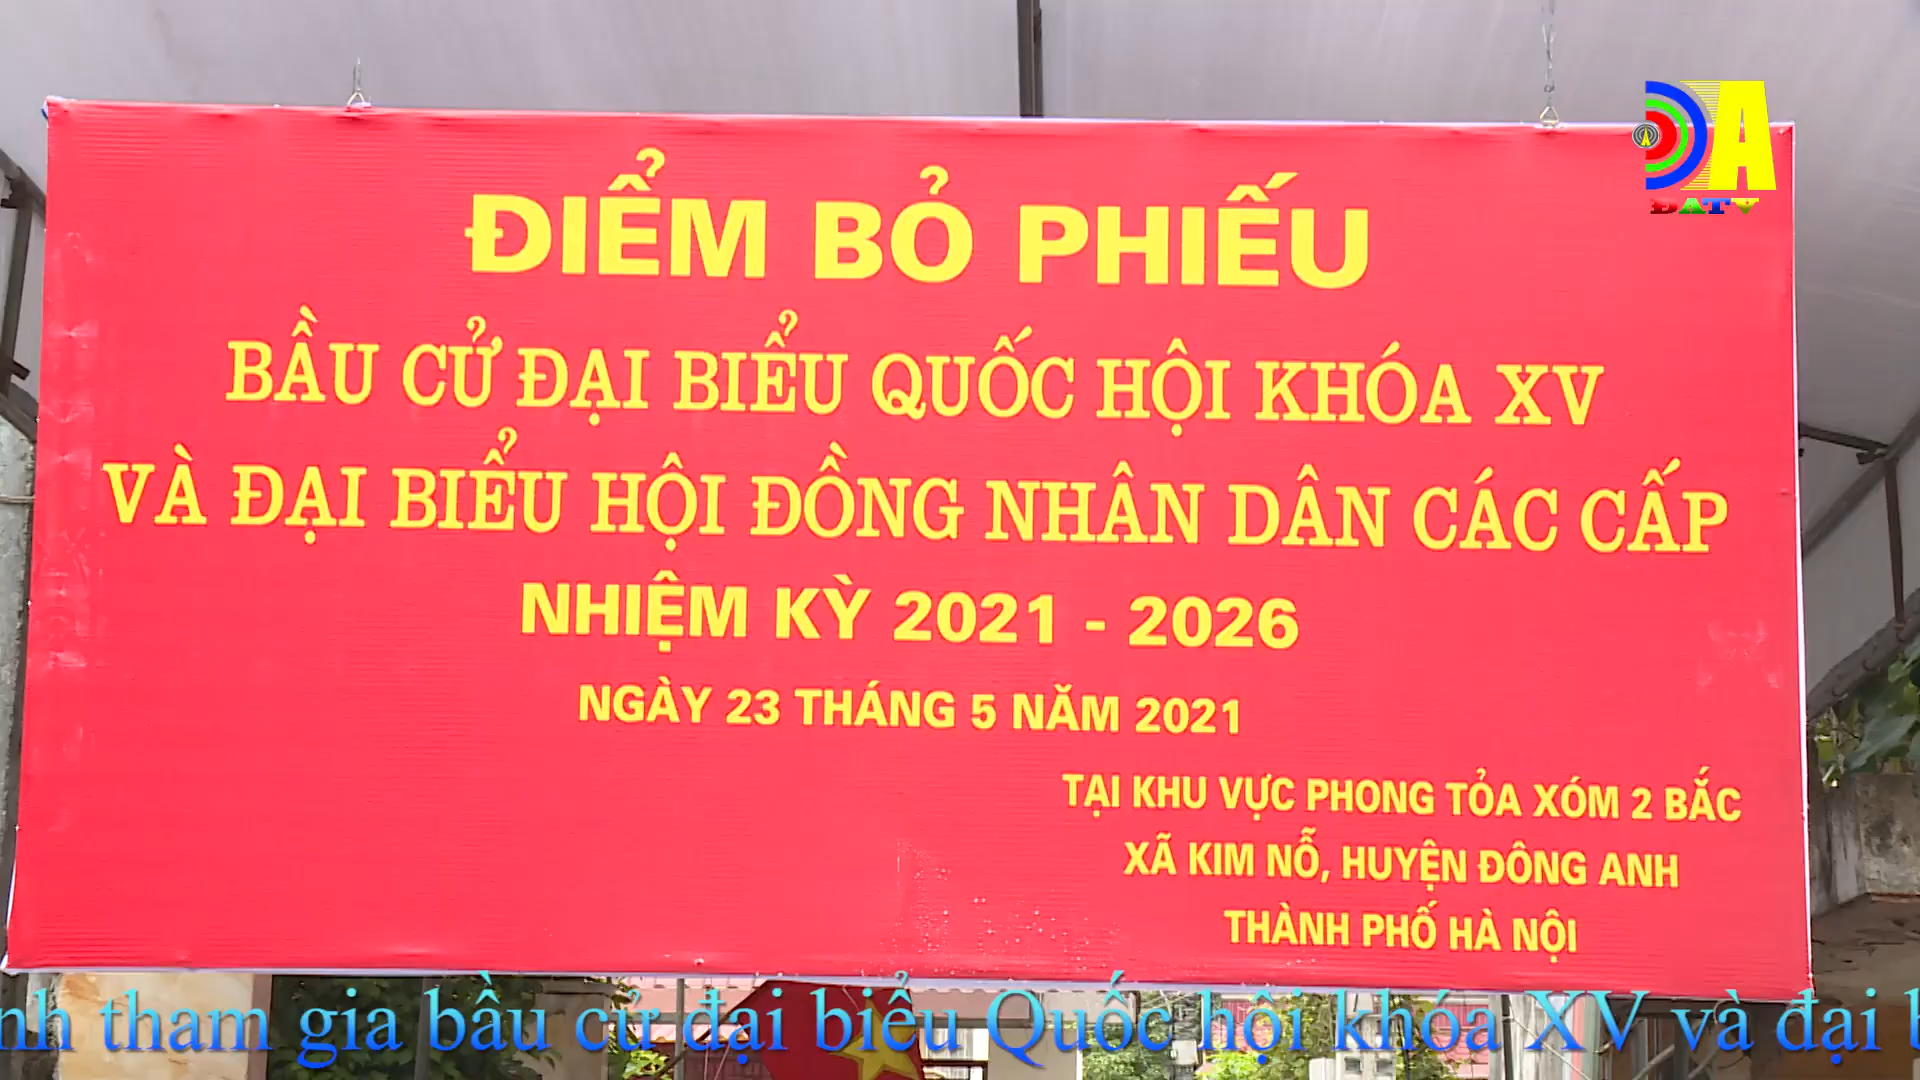 ĐIỂM BỎ PHIẾU
BẦU CỬ ĐẠI BIỂU QUỐC HỘI KHÓA XV
VÀ ĐẠI BIỂU HỘI ĐỒNG NHÂN DÂN CÁC CẤP
NHIỆM KỲ 2021 - 2026
NGÀY 23 THÁNG 5 NĂM 2021
TẠI KHU VỰC PHONG TỎA XÓM 2 BẮC
XÃ KIM NỖ, HUYỆN ĐÔNG ANH
THÀNH PHỐ HÀ NỘI
ĐA
ĐATV
nh tham gia bầu cử đại biểu Quốc hội khóa XV và đại b